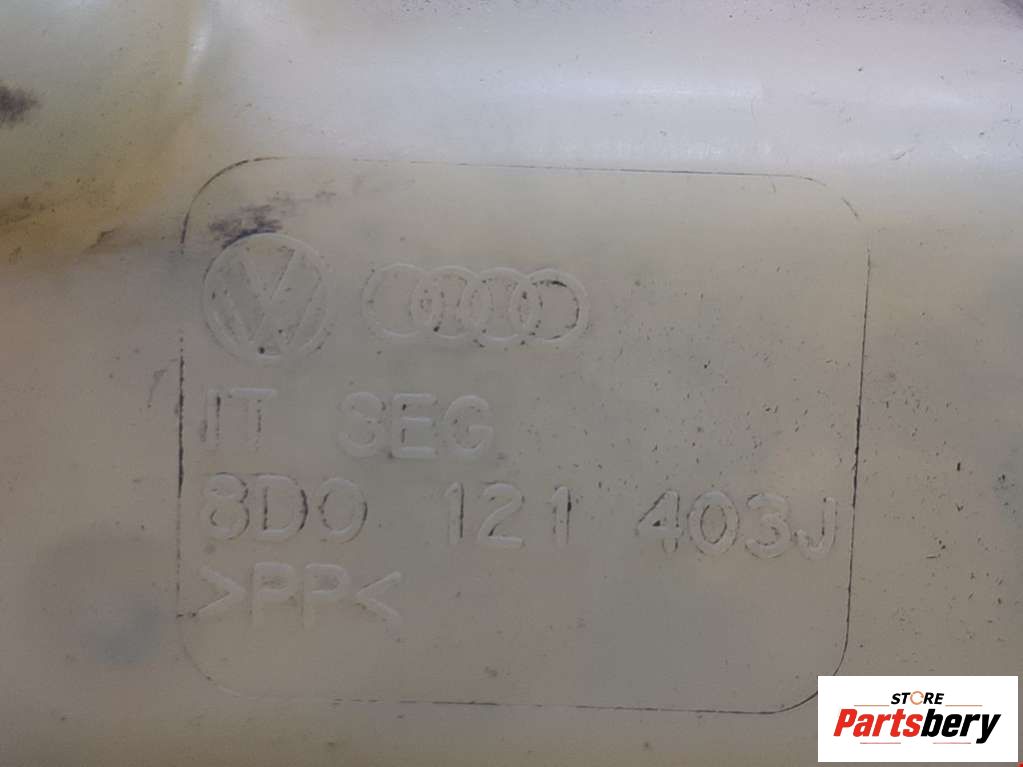 IT SEG
8D0 121 403J
>PP<
STORE
Partsbery